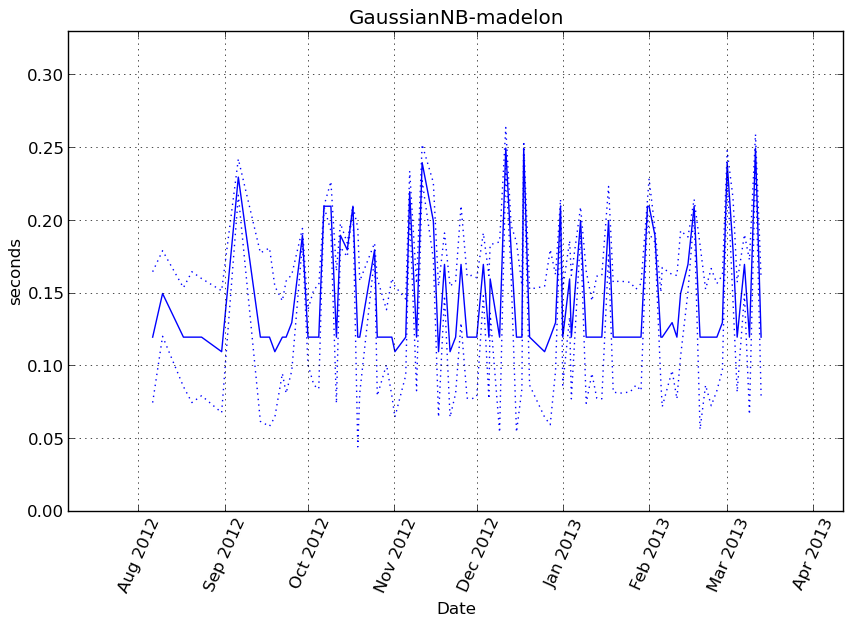 GaussianNB-madelon
0.30
0.25
0.20
0.15
0.10
0.05
0.00
seconds
Aug 2012
Sep 2012
Oct 2012
Nov 2012
Dec 2012
Jan 2013
Feb 2013
Mar 2013
Apr 2013
Date